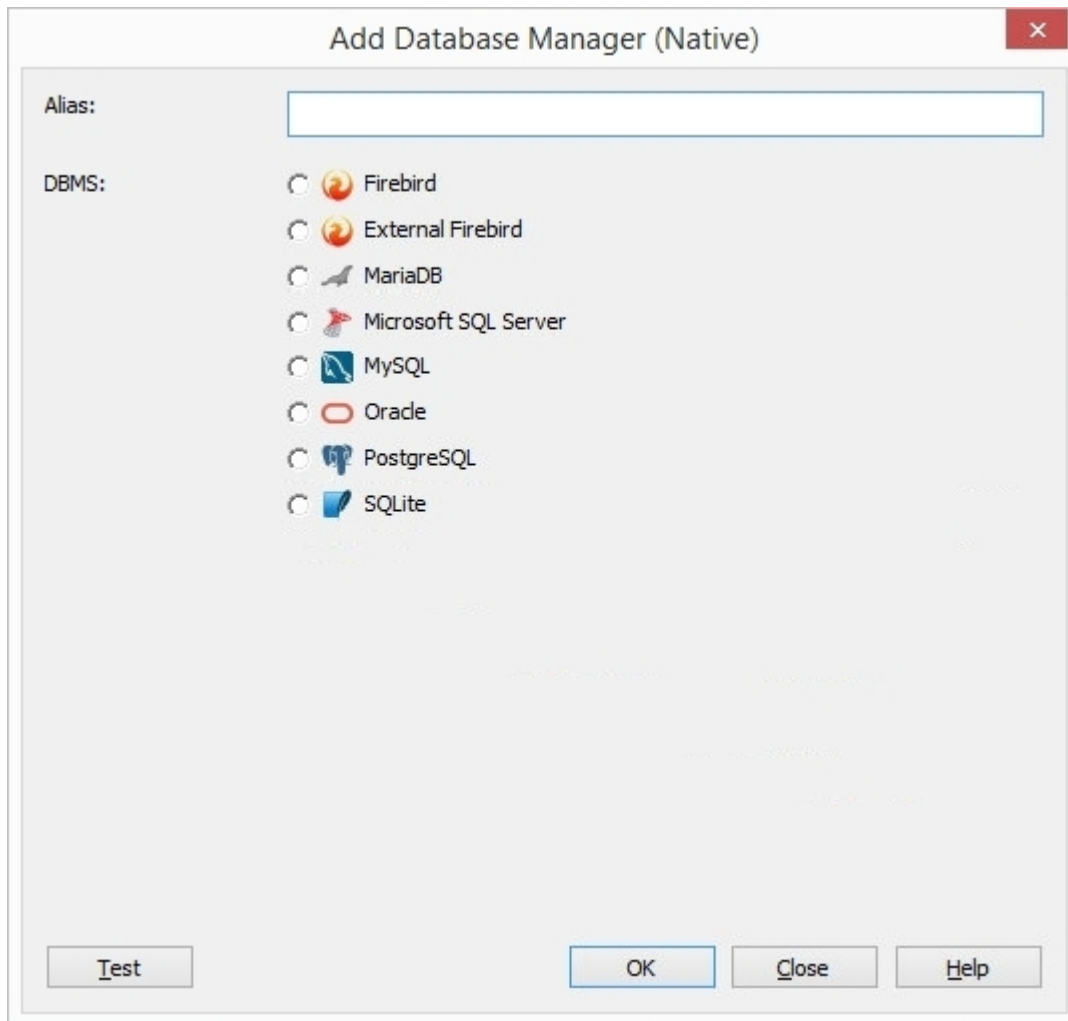 Add Database Manager (Native)
Alias:
DBMS:
Firebird
External Firebird
MariaDB
Microsoft SQL Server
MySQL
Oracle
PostgreSQL
SQLite
Test
OK
Close
Help